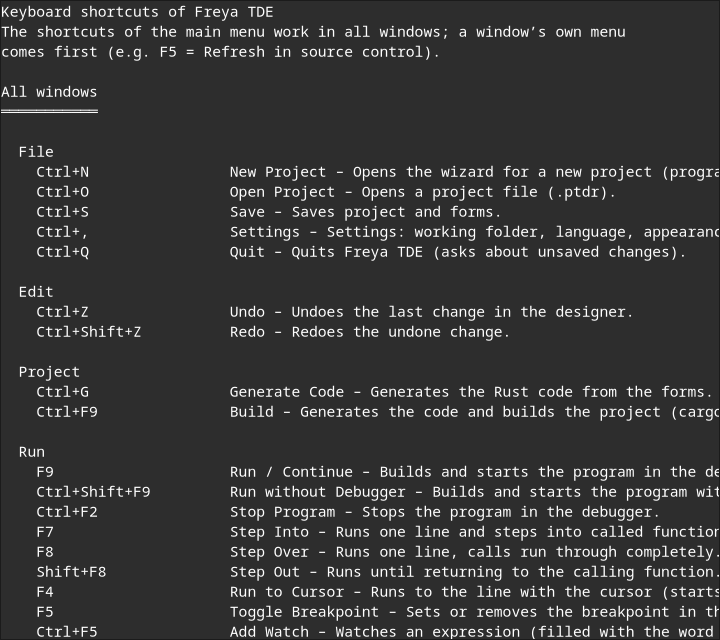 Keyboard shortcuts of Freya TDE
The shortcuts of the main menu work in all windows; a window's own menu
comes first (e.g. F5 = Refresh in source control).
All windows
File
Ctrl+N New Project – Opens the wizard for a new project (progra
Ctrl+O Open Project – Opens a project file (.ptdr).
Ctrl+S Save – Saves project and forms.
Ctrl+, Settings – Settings: working folder, language, appearanc
Ctrl+Q Quit – Quits Freya TDE (asks about unsaved changes).
Edit
Ctrl+Z Undo – Undoes the last change in the designer.
Ctrl+Shift+Z Redo – Redoes the undone change.
Project
Ctrl+G Generate Code – Generates the Rust code from the forms.
Ctrl+F9 Build – Generates the code and builds the project (cargo
Run
F9 Run / Continue – Builds and starts the program in the de
Ctrl+Shift+F9 Run without Debugger – Builds and starts the program wit
Ctrl+F2 Stop Program – Stops the program in the debugger.
F7 Step Into – Runs one line and steps into called function
F8 Step Over – Runs one line, calls run through completely.
Shift+F8 Step Out – Runs until returning to the calling function.
F4 Run to Cursor – Runs to the line with the cursor (starts
F5 Toggle Breakpoint – Sets or removes the breakpoint in th
Ctrl+F5 Add Watch – Watches an expression (filled with the word